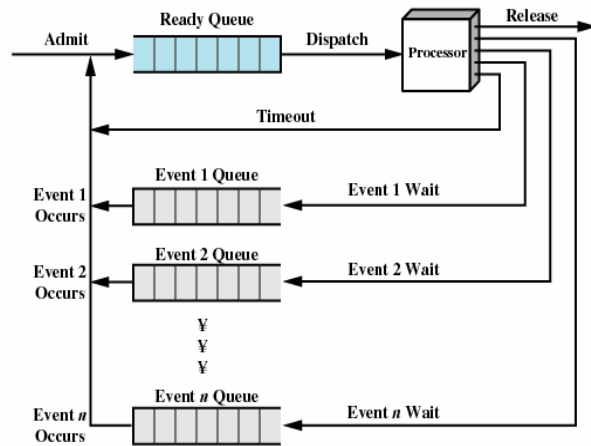 Ready Queue
Release
Admit
Dispatch
Processor
Timeout
Event 1 Queue
Event 1 Wait
Event 1
Occurs
Event 2 Queue
Event 2 Wait
Event 2
Occurs
¥
¥
¥
Event n Queue
Event n Wait
Event n
Occurs